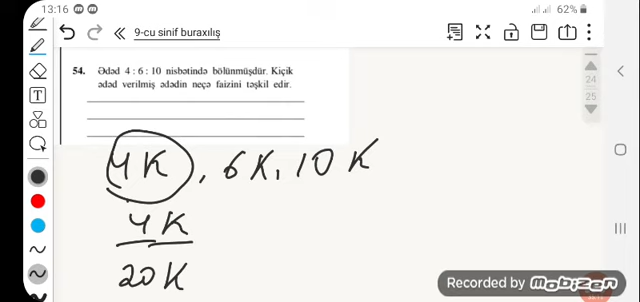 13:16
62%
9-cu sinif buraxılış
54. Ədəd 4 : 6 : 10 nisbətində bölünmüşdür. Kiçik
ədəd verilmiş ədədin neçə faizini təşkil edir.
24
25
T
4K, 6K, 10K
4K
20K
Recorded by mobizen